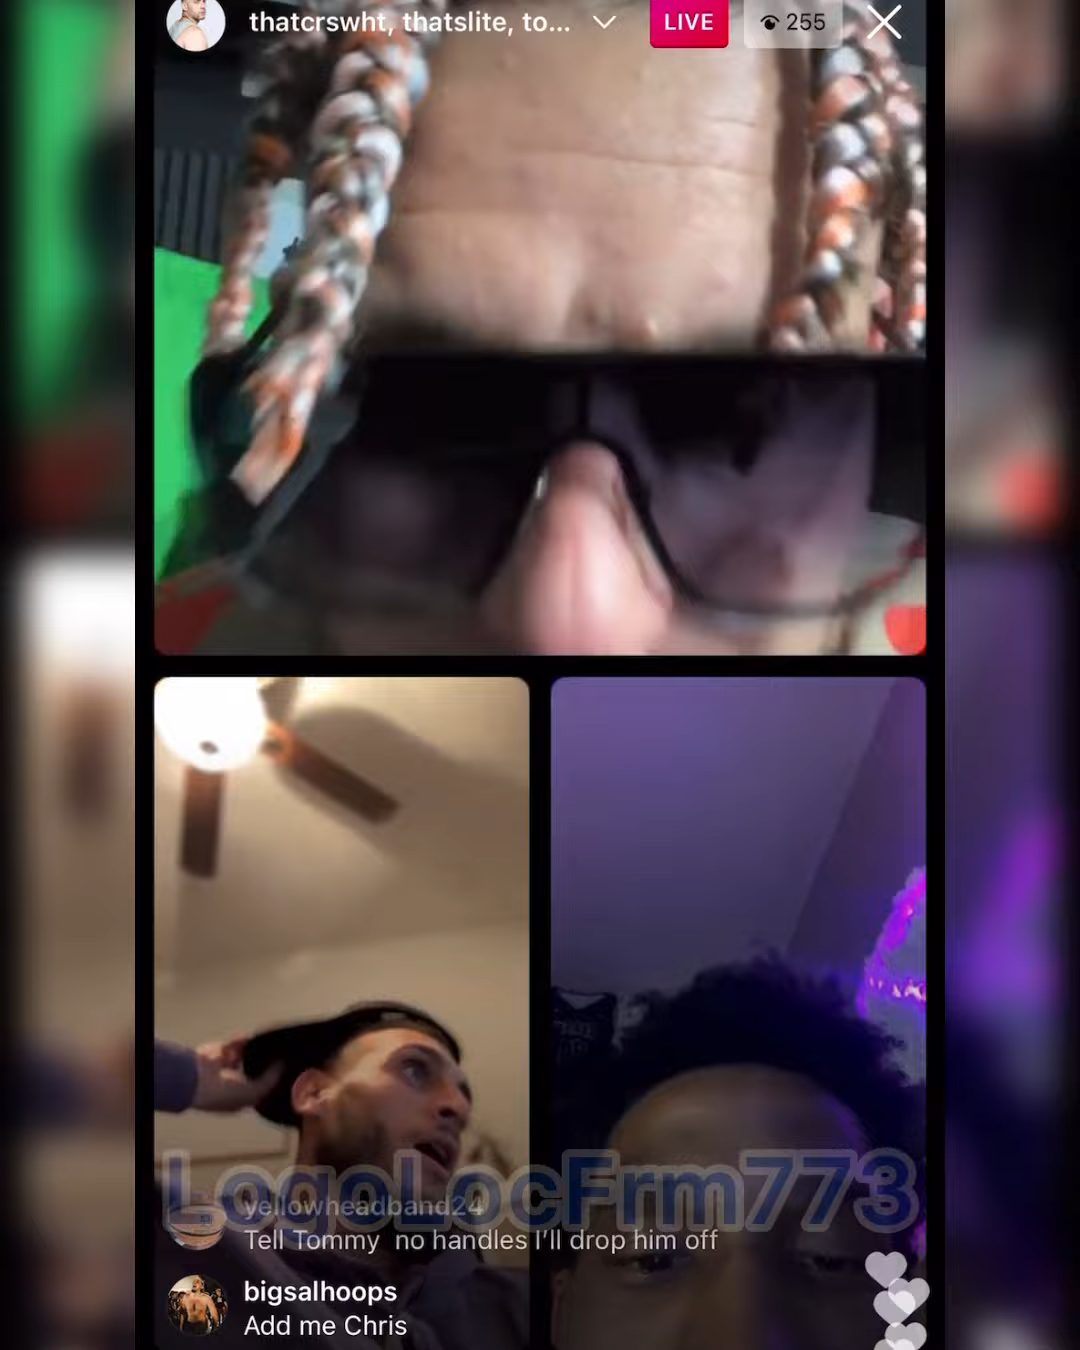 thatcrswht, thatslite, to...
LIVE
255
LogoLocFrm773
yellowheadband24
Tell Tommy no handles I'll drop him off
bigsalhoops
Add me Chris